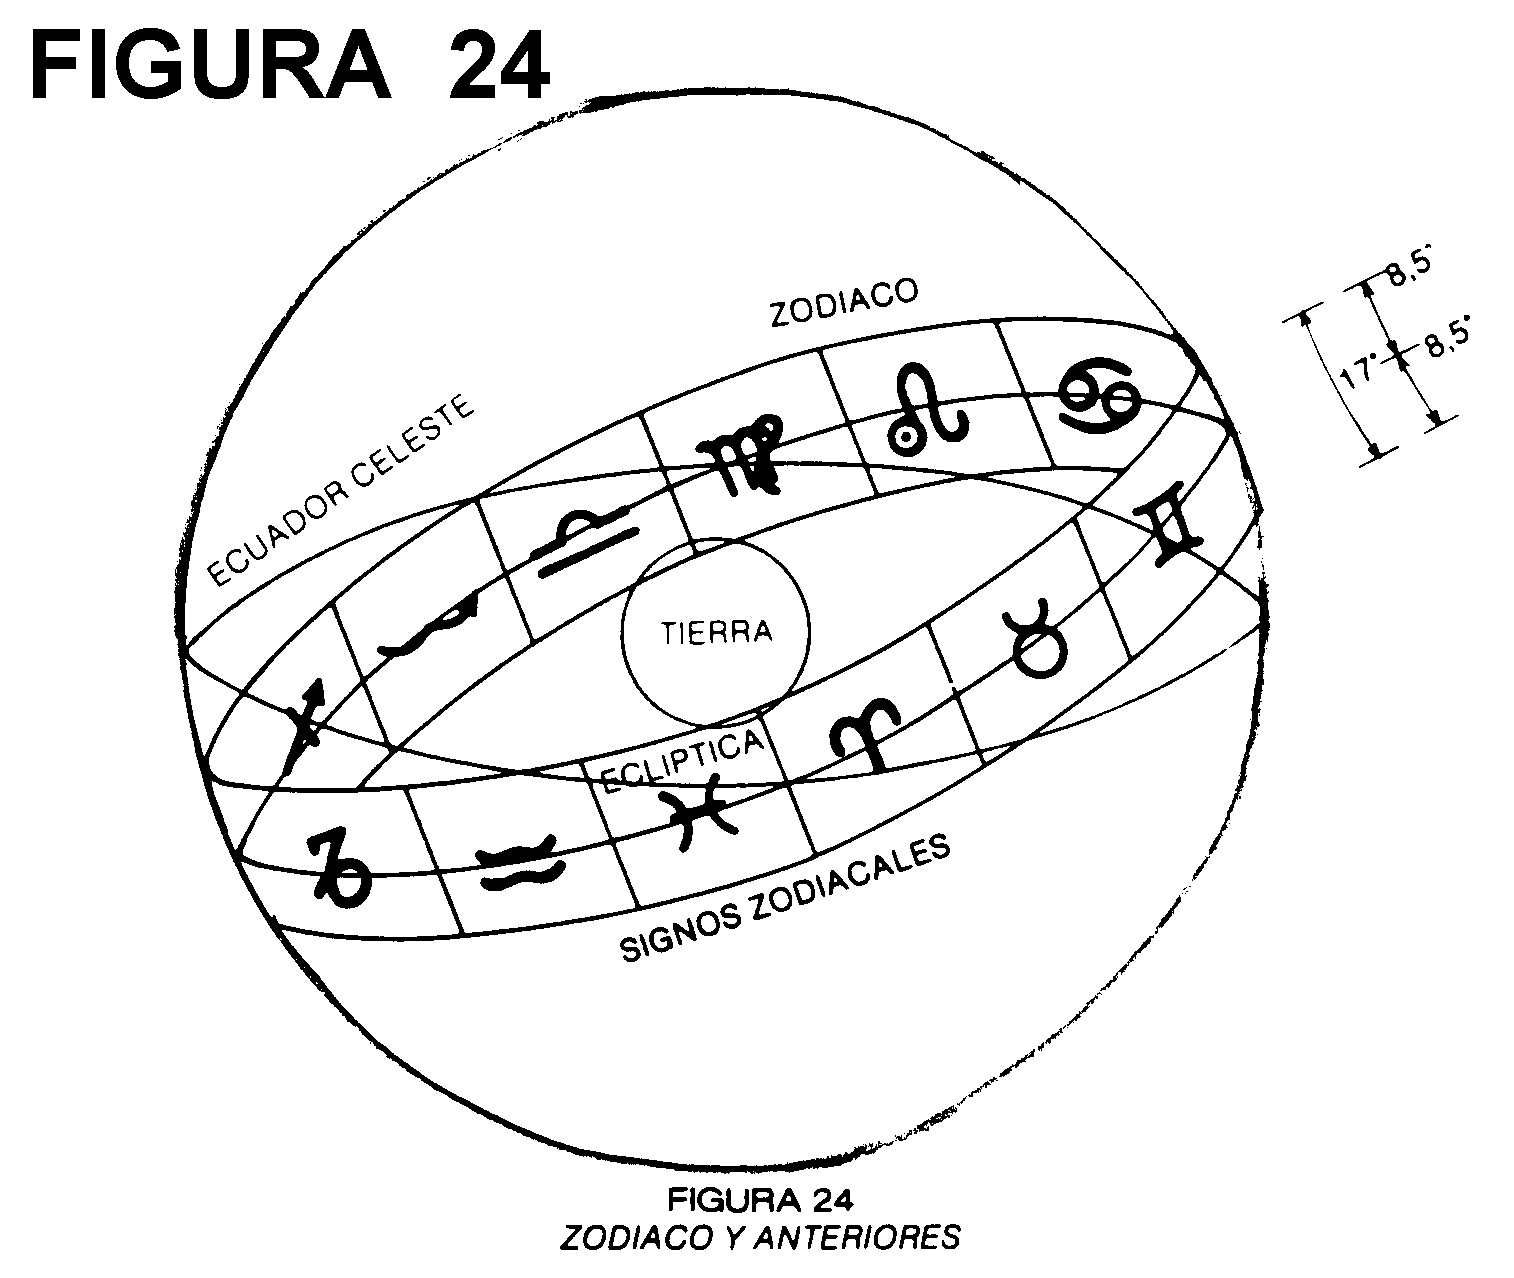 FIGURA 24
ZODIACO
8,5°
8,5°
17°
ECUADOR CELESTE
♋
♌
♍
♎
♏
♐
♊
♉
♈
♓
♒
♑
TIERRA
ECLIPTICA
SIGNOS ZODIACALES
FIGURA 24
ZODIACO Y ANTERIORES